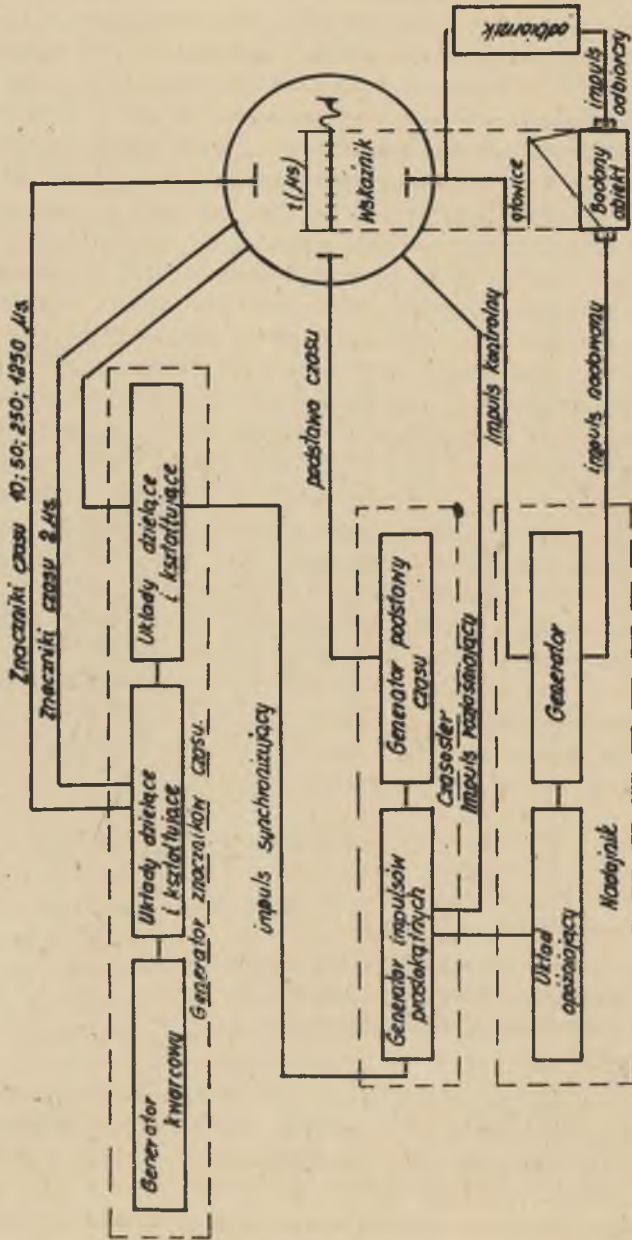 Znaczniki czasu 10; 50; 250; 1250 μs.
Znaczniki czasu 2 μs.
Generator
kwarcowy
Układy dzielące
i kształtujące
Układy dzielące
i kształtujące
Generator znaczników czasu.
impuls synchronizujący
podstawa czasu
t(μs)
Wskaźnik
Generator impulsów
prostokątnych
Generator podstawy
czasu
Czasoster
Impuls rozjaśniający
impuls kontrolny
Układ
opóźniający
Generator
Nadajnik
impuls nadawany
głowice
Badany
obiekt
impuls
odbiorczy
odbiornik